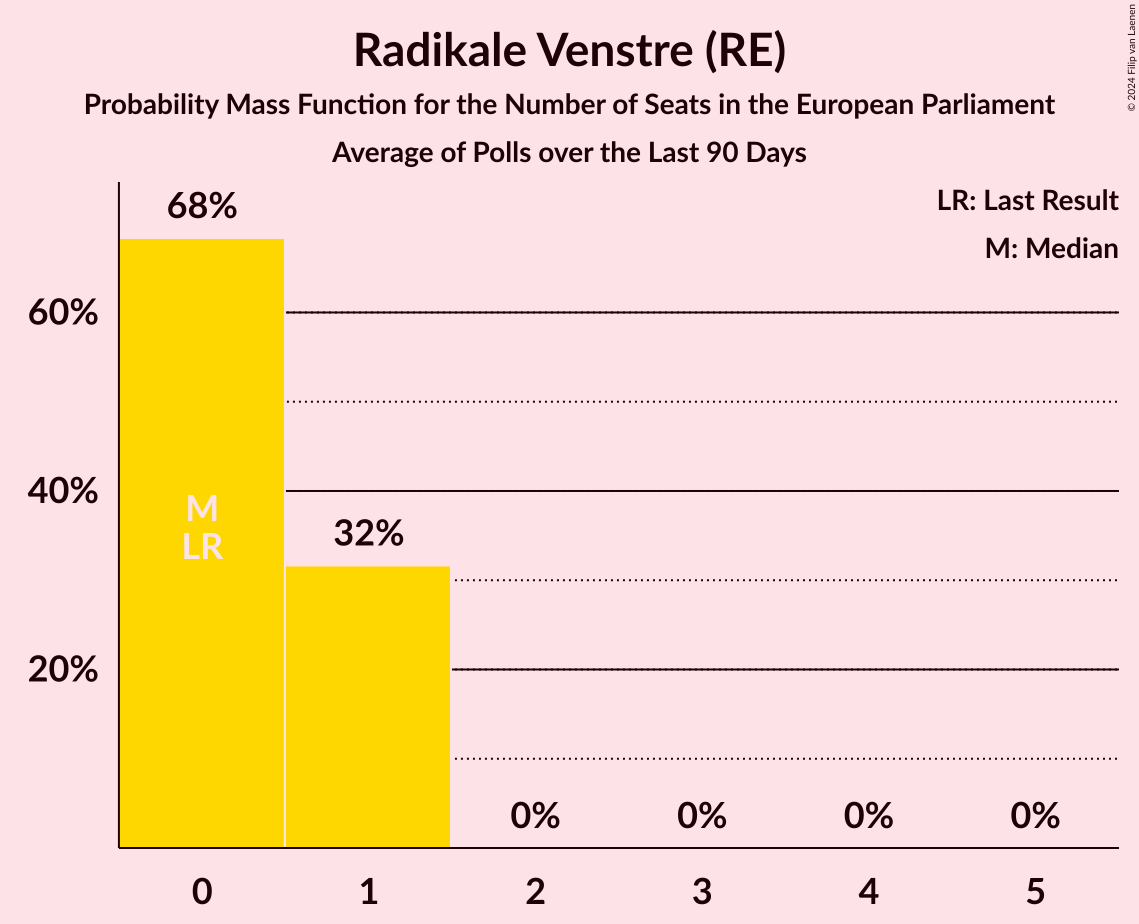 Radikale Venstre (RE)
Probability Mass Function for the Number of Seats in the European Parliament
Average of Polls over the Last 90 Days
© 2024 Filip van Laenen
LR: Last Result
M: Median
68%
60%
40%
20%
M
LR
32%
0%
0%
0%
0%
0
1
2
3
4
5